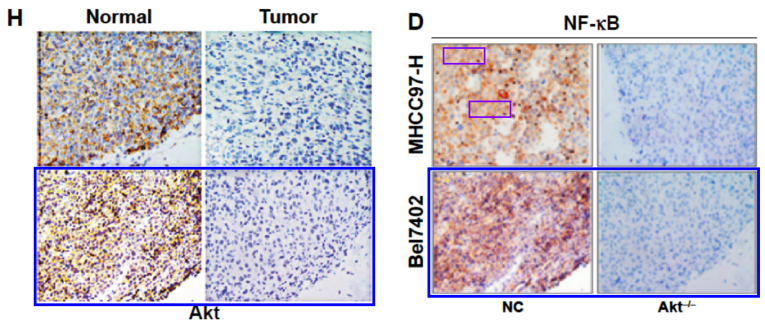 H
Normal
Tumor
Akt
D
NF-κB
MHCC97-H
Bel7402
NC
Akt⁻/⁻